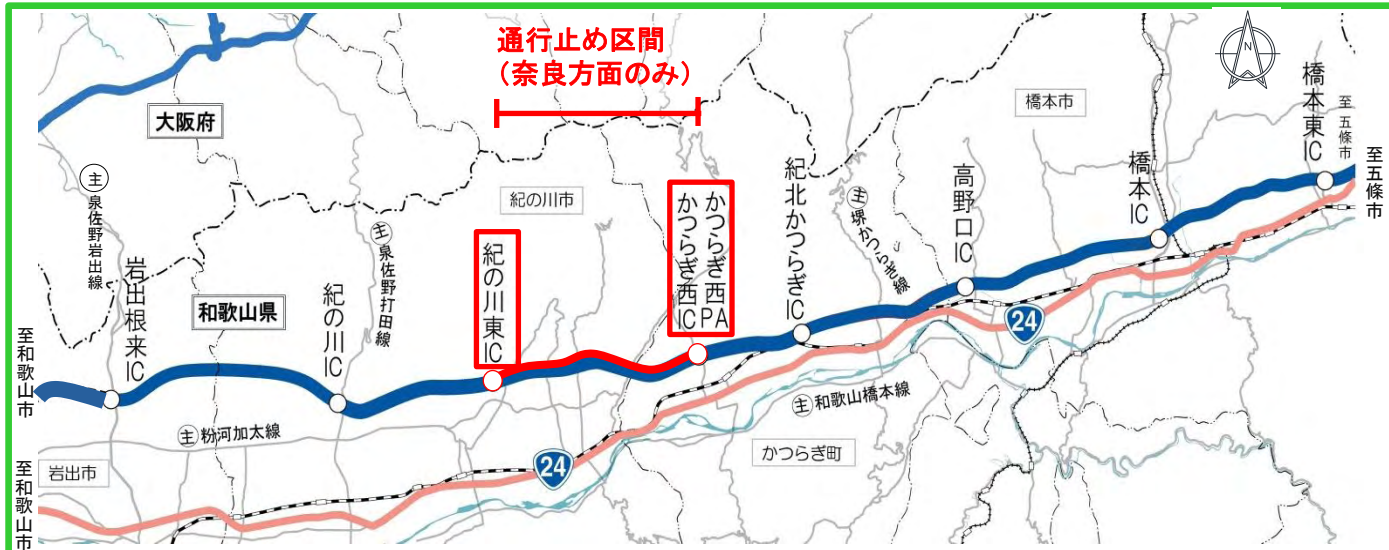 通行止め区間
(奈良方面のみ)
N
大阪府
橋本市
橋本東IC
至五條市
至五條市
主泉佐野岩出線
紀の川市
主泉佐野打田線
かつらぎ西PA
かつらぎ西IC
紀北かつらぎIC
主堺かつらぎ線
高野口IC
橋本IC
岩出根来IC
和歌山県
紀の川IC
紀の川東IC
24
至和歌山市
主和歌山橋本線
主粉河加太線
かつらぎ町
岩出市
24
至和歌山市